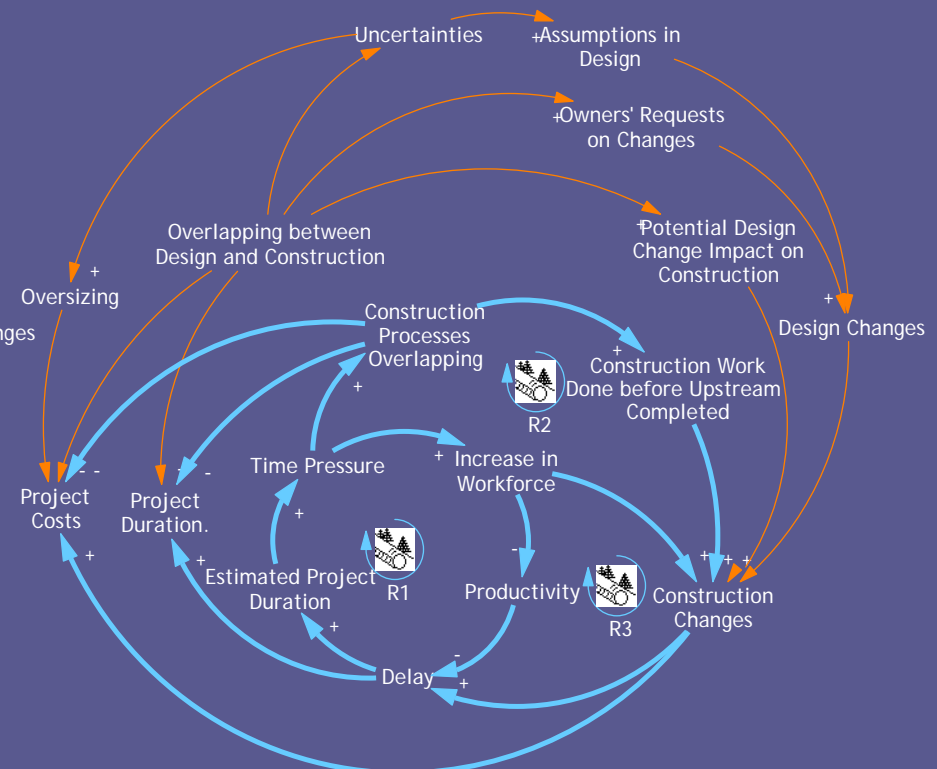 Uncertainties
+Assumptions in
Design
+Owners' Requests
on Changes
Overlapping between
Design and Construction
+Potential Design
Change Impact on
Construction
+
Oversizing
nges
+
Design Changes
Construction
Processes
Overlapping
+
+
Construction Work
Done before Upstream
Completed
R2
Time Pressure
+
Increase in
Workforce
- -
Project
Costs
- -
Project
Duration.
+
+
+
Estimated Project
Duration
+
R1
-
Productivity
R3
+ + +
Construction
Changes
-
Delay
+